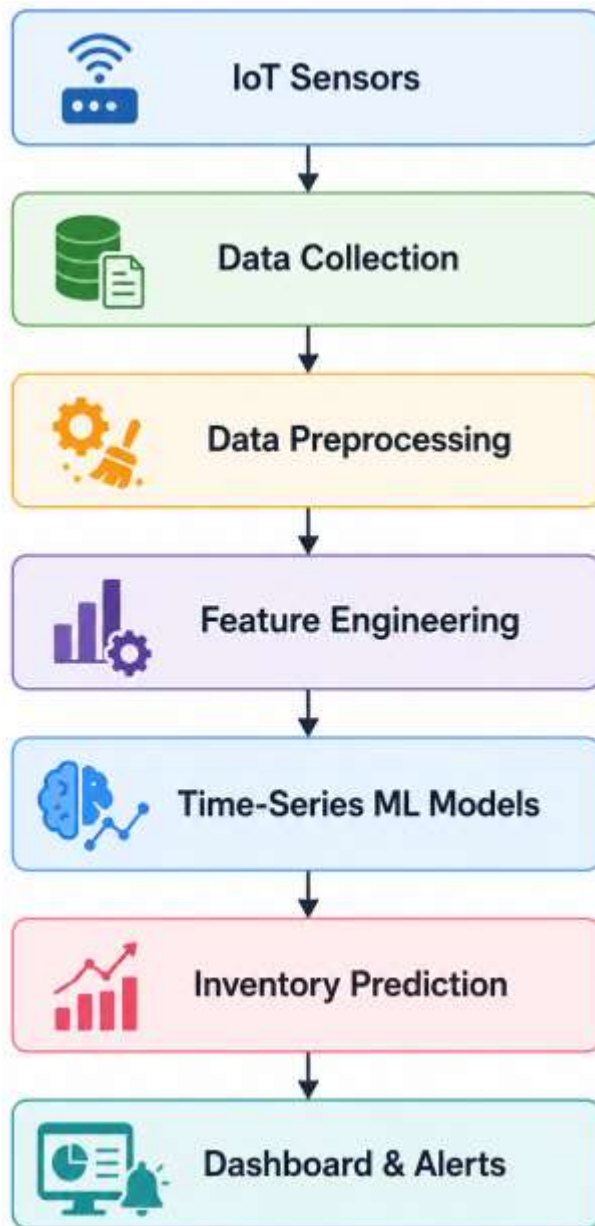 IoT Sensors
Data Collection
Data Preprocessing
Feature Engineering
Time-Series ML Models
Inventory Prediction
Dashboard & Alerts